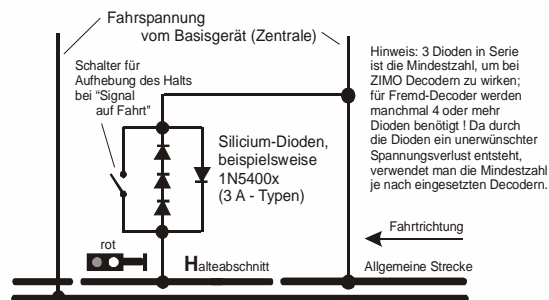 Fahrspannung
vom Basisgerät (Zentrale)
Schalter für
Aufhebung des Halts
bei "Signal
auf Fahrt"
Hinweis: 3 Dioden in Serie
ist die Mindestzahl, um bei
ZIMO Decodern zu wirken;
für Fremd-Decoder werden
manchmal 4 oder mehr
Dioden benötigt ! Da durch
die Dioden ein unerwünschter
Spannungsverlust entsteht,
verwendet man die Mindestzahl
je nach eingesetzten Decodern.
Silicium-Dioden,
beispielsweise
1N5400x
(3 A - Typen)
Fahrtrichtung
rot
Halteabschnitt
Allgemeine Strecke